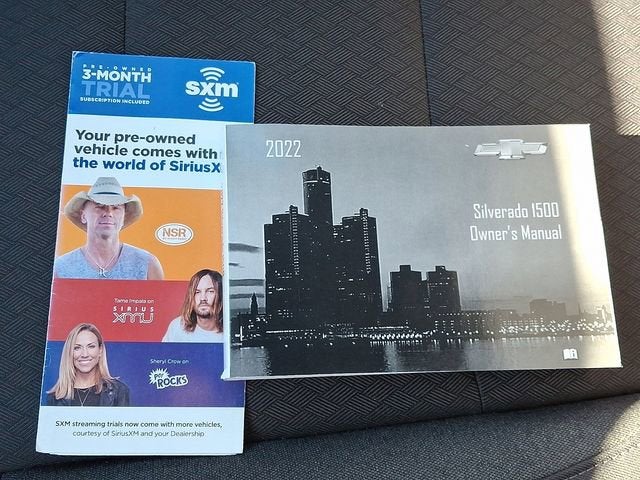 PRE-OWNED
3-MONTH
TRIAL
SUBSCRIPTION INCLUDED
sxm
Your pre-owned
vehicle comes with
the world of SiriusX
NSR
Tame Impala on
SIRIUS
XMU
Sheryl Crow on
POP
ROCKS
SXM streaming trials now come with more vehicles,
courtesy of SiriusXM and your Dealership
2022
Silverado 1500
Owner's Manual